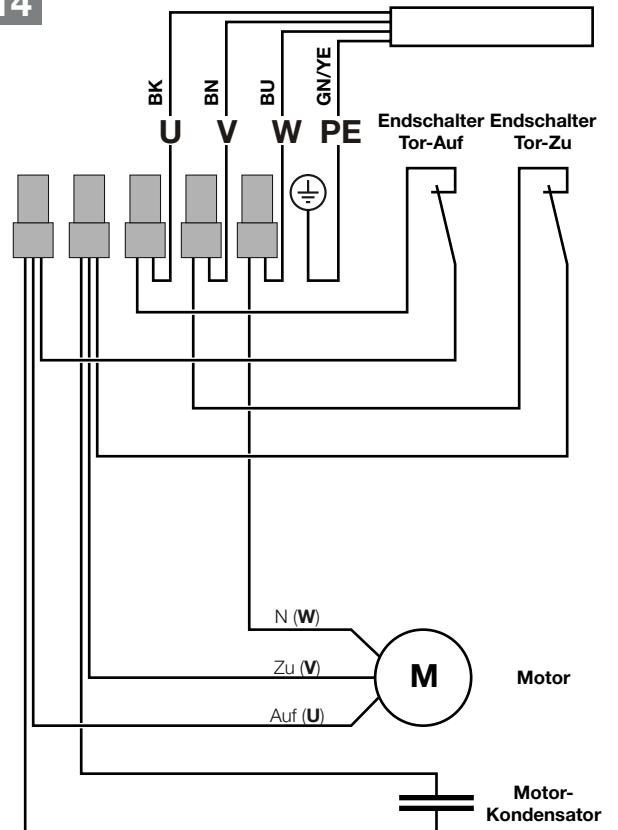 14
BK
BN
BU
GN/YE
U V W PE
Endschalter Tor-Auf
Endschalter Tor-Zu
N (W)
Zu (V)
Auf (U)
M
Motor
Motor-
Kondensator